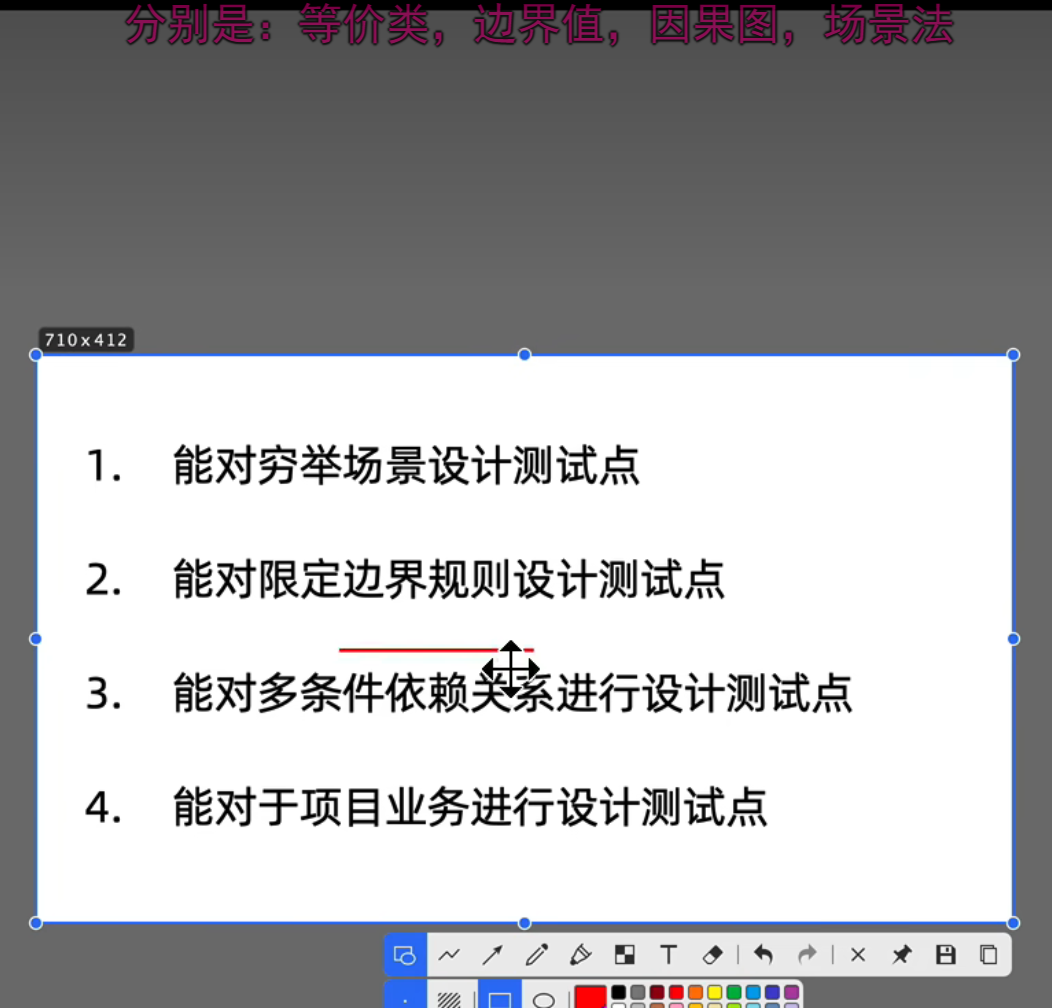 分别是：等价类，边界值，因果图，场景法
710x412
1. 能对穷举场景设计测试点
2. 能对限定边界规则设计测试点
3. 能对多条件依赖关系进行设计测试点
4. 能对于项目业务进行设计测试点